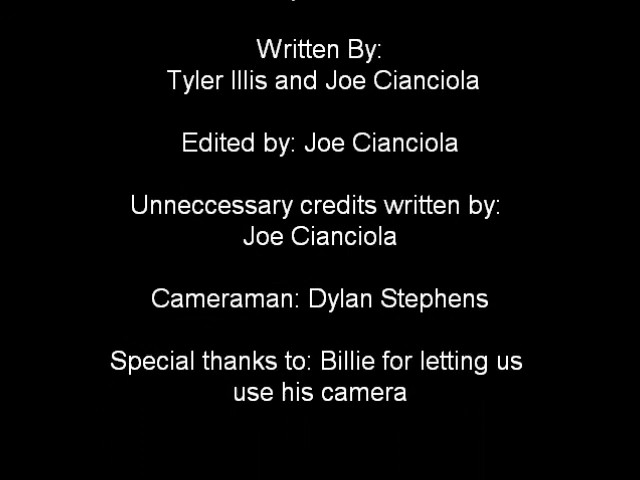 Written By:
Tyler Illis and Joe Cianciola
Edited by: Joe Cianciola
Unneccessary credits written by:
Joe Cianciola
Cameraman: Dylan Stephens
Special thanks to: Billie for letting us
use his camera